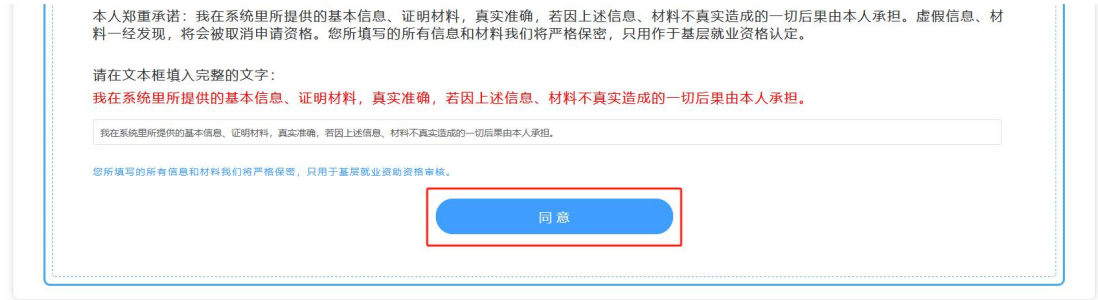 本人郑重承诺：我在系统里所提供的基本信息、证明材料，真实准确，若因上述信息、材料不真实造成的一切后果由本人承担。虚假信息、材
料一经发现，将会被取消申请资格。您所填写的所有信息和材料我们将严格保密，只用作于基层就业资格认定。
请在文本框填入完整的文字：
我在系统里所提供的基本信息、证明材料，真实准确，若因上述信息、材料不真实造成的一切后果由本人承担。
我在系统里所提供的基本信息、证明材料，真实准确，若因上述信息、材料不真实造成的一切后果由本人承担。
您所填写的所有信息和材料我们将严格保密，只用于基层就业资助资格审核。
同意